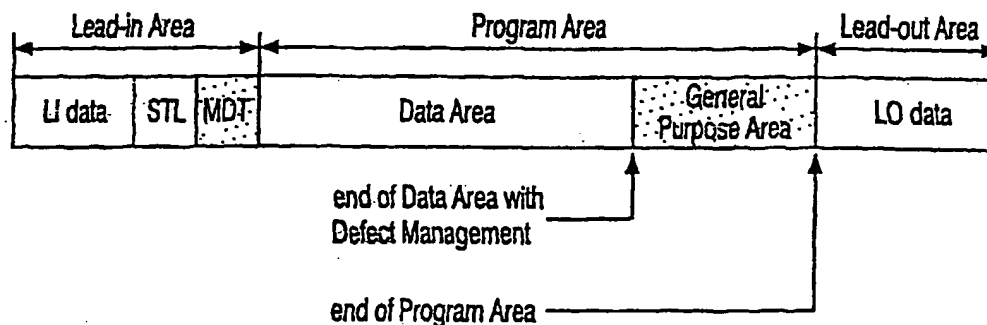 Lead-in Area
Program Area
Lead-out Area
LI data
STL
MDT
Data Area
General
Purpose Area
LO data
end of Data Area with
Defect Management
end of Program Area